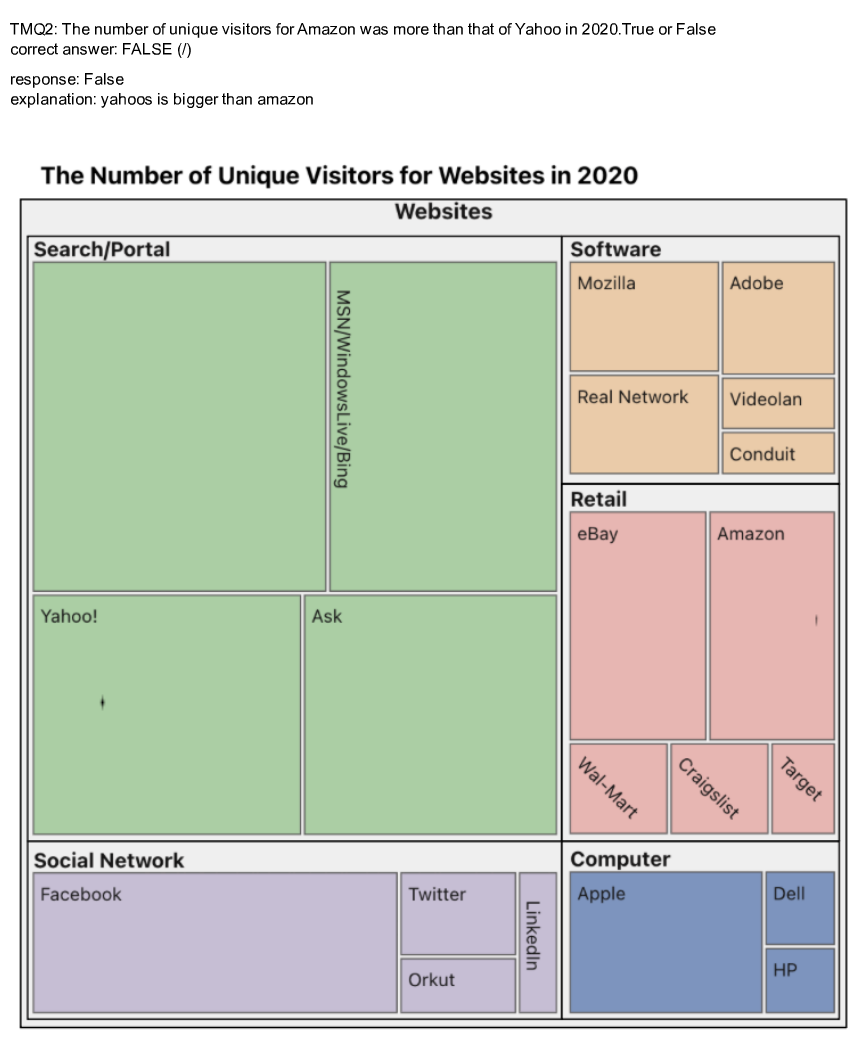 TMQ2: The number of unique visitors for Amazon was more than that of Yahoo in 2020.True or False
correct answer: FALSE (/)
response: False
explanation: yahoos is bigger than amazon
The Number of Unique Visitors for Websites in 2020
Websites
Search/Portal
MSN/WindowsLive/Bing
Yahoo!
Ask
Software
Mozilla
Adobe
Real Network
Videolan
Conduit
Retail
eBay
Amazon
Wal-Mart
Craigslist
Target
Social Network
Facebook
Twitter
Orkut
LinkedIn
Computer
Apple
Dell
HP